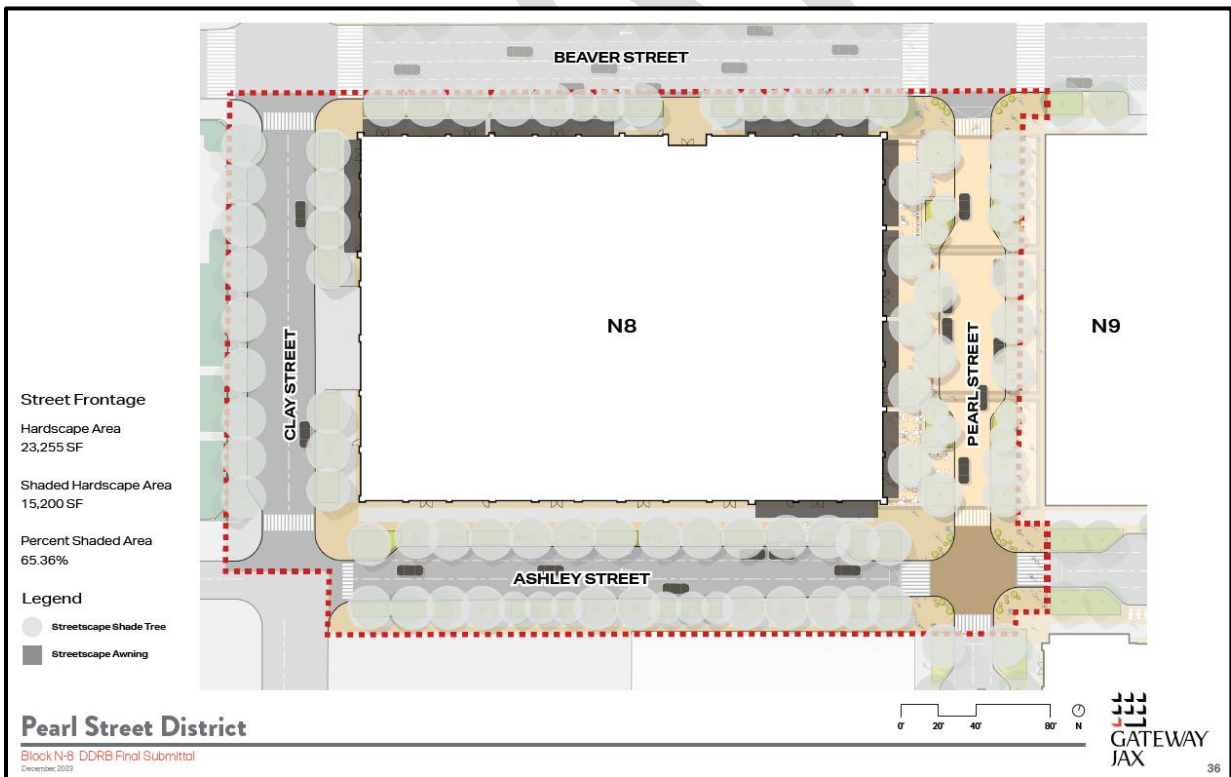 BEAVER STREET
N8
N9
CLAY STREET
PEARL STREET
ASHLEY STREET
Street Frontage
Hardscape Area
23,255 SF
Shaded Hardscape Area
15,200 SF
Percent Shaded Area
65.36%
Legend
Streetscape Shade Tree
Streetscape Awning
Pearl Street District
Block N-8 DDRB Final Submittal
December, 2023
0' 20' 40' 80' N
GATEWAY
JAX
36